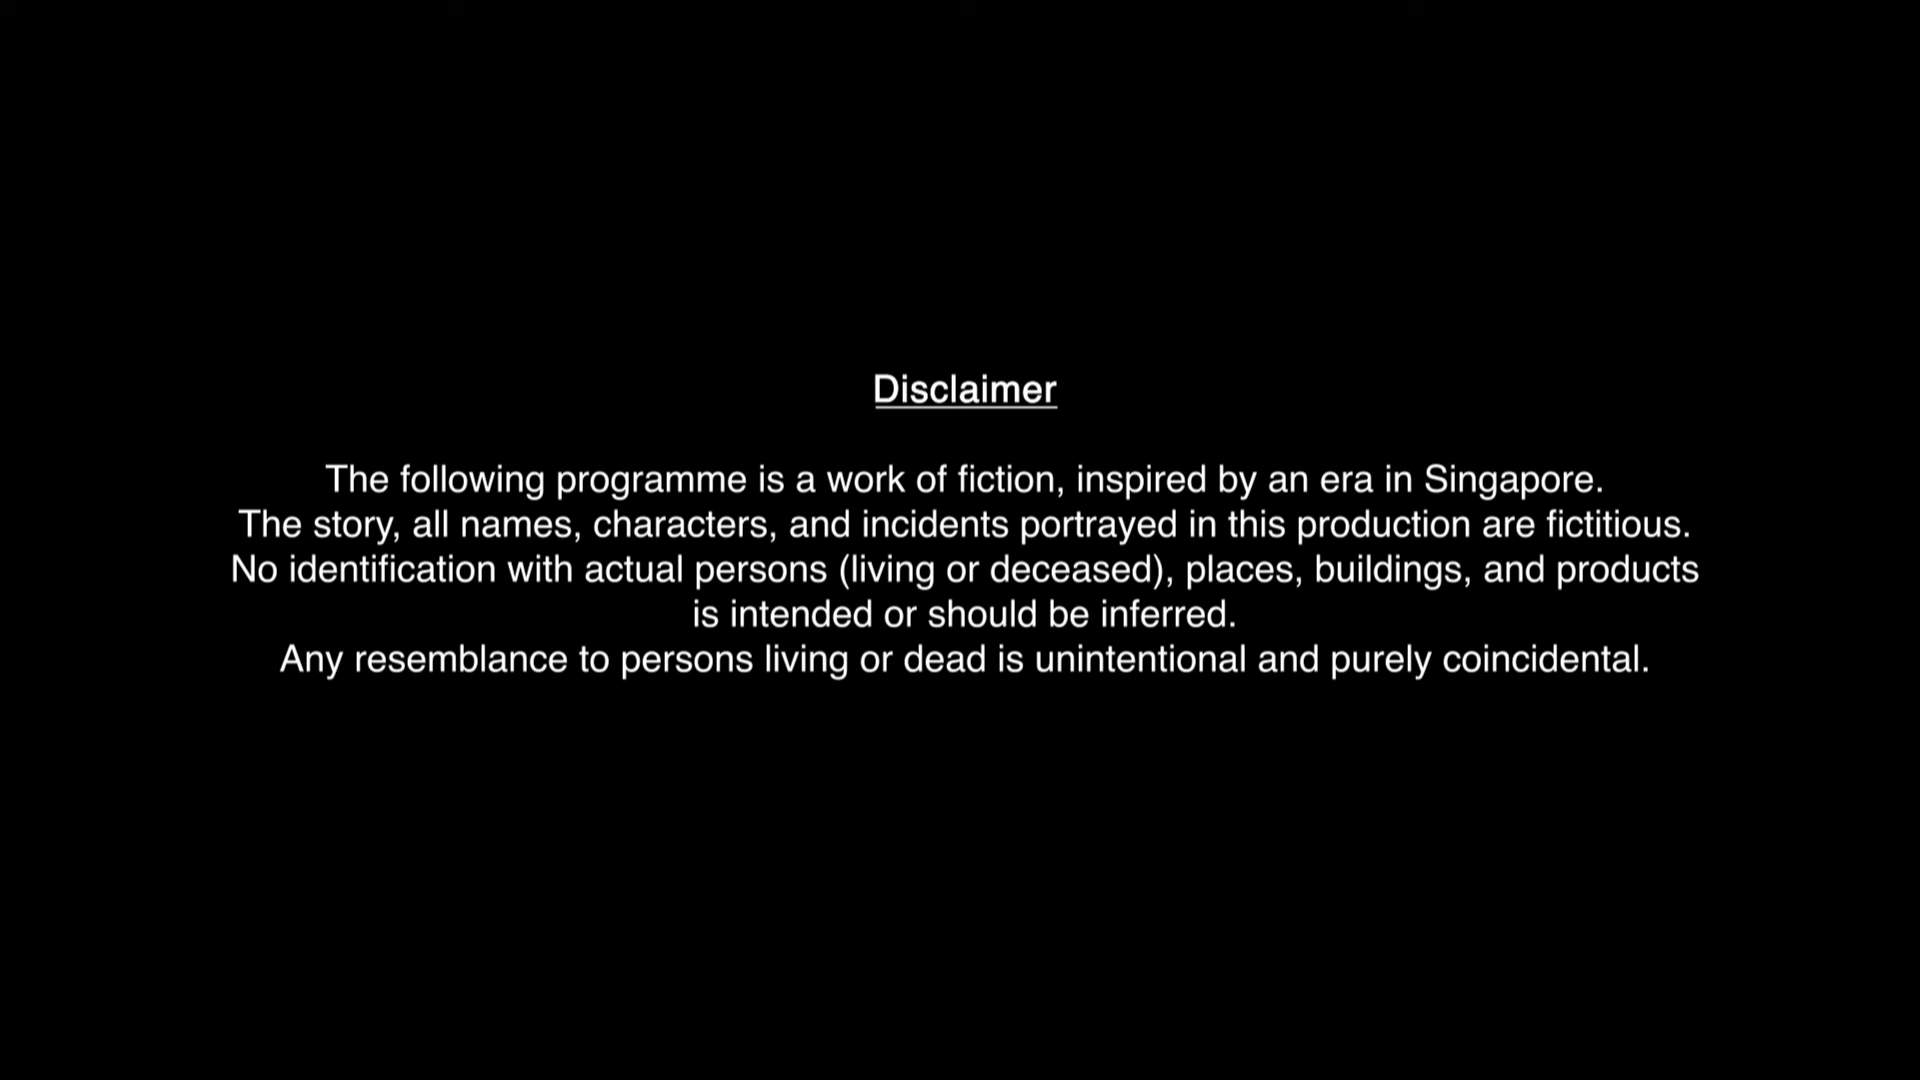 Disclaimer
The following programme is a work of fiction, inspired by an era in Singapore.
The story, all names, characters, and incidents portrayed in this production are fictitious.
No identification with actual persons (living or deceased), places, buildings, and products
is intended or should be inferred.
Any resemblance to persons living or dead is unintentional and purely coincidental.